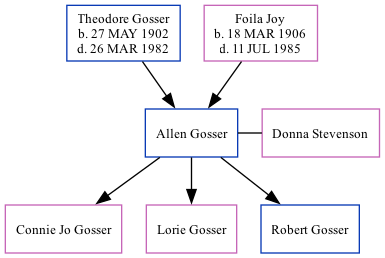 Theodore Gosser
b. 27 MAY 1902
d. 26 MAR 1982
Foila Joy
b. 18 MAR 1906
d. 11 JUL 1985
Allen Gosser
Donna Stevenson
Connie Jo Gosser
Lorie Gosser
Robert Gosser